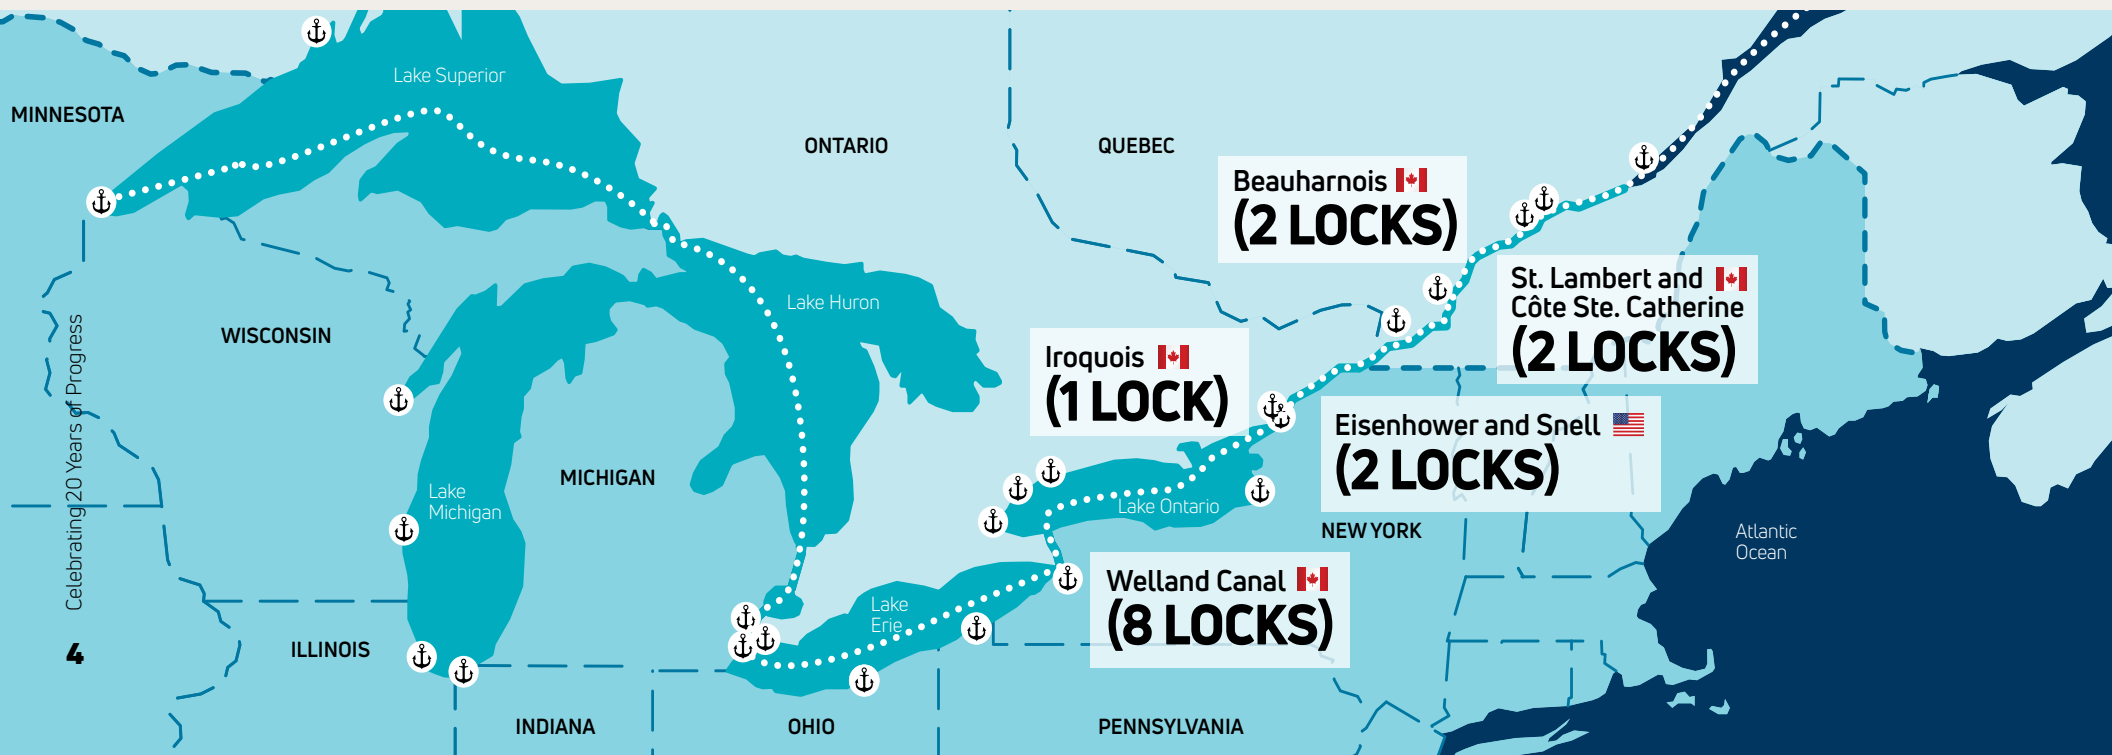 Lake Superior
MINNESOTA
ONTARIO
QUEBEC
Beauharnois
(2 LOCKS)
St. Lambert and
Côte Ste. Catherine
(2 LOCKS)
Lake Huron
WISCONSIN
Iroquois
(1 LOCK)
Eisenhower and Snell
(2 LOCKS)
MICHIGAN
Lake
Michigan
Lake Ontario
NEW YORK
Atlantic
Ocean
Welland Canal
(8 LOCKS)
Lake
Erie
ILLINOIS
INDIANA
OHIO
PENNSYLVANIA
Celebrating 20 Years of Progress
4